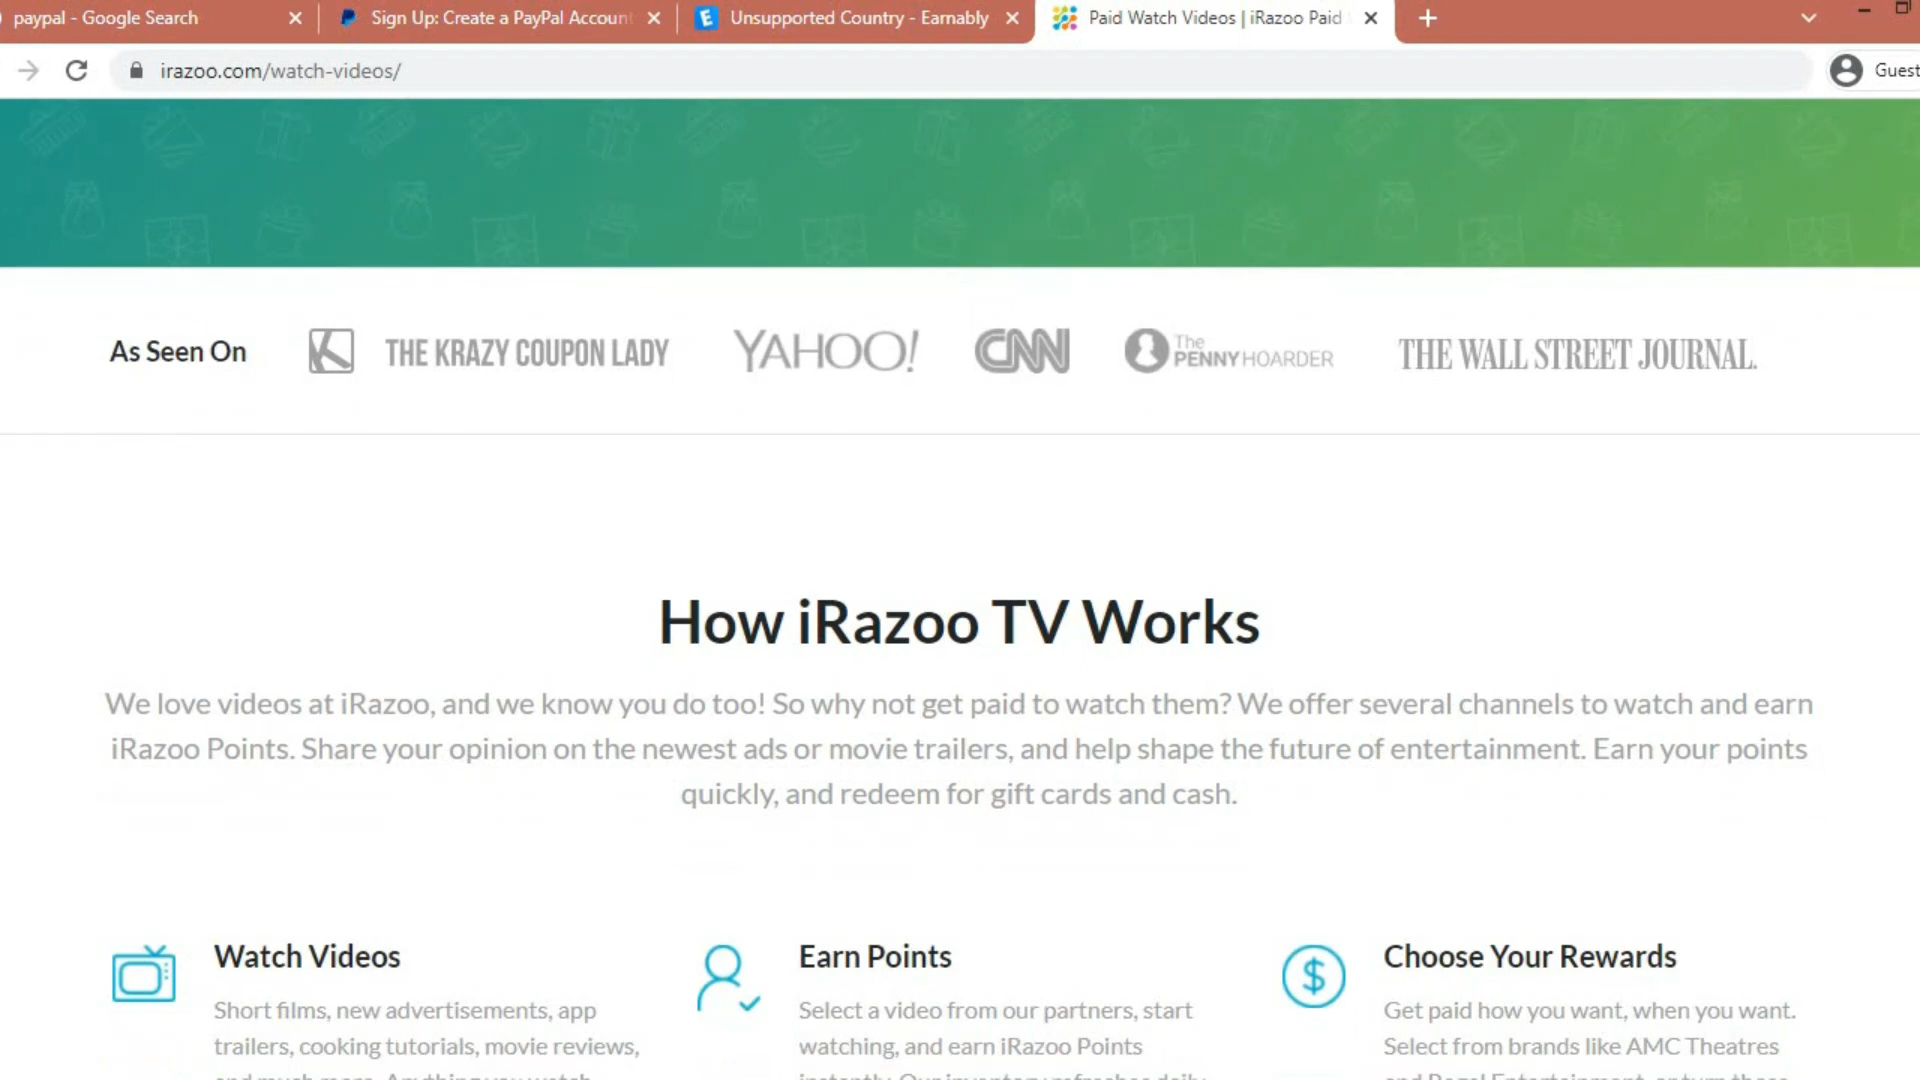 paypal - Google Search
Sign Up: Create a PayPal Accoun
Unsupported Country - Earnably
Paid Watch Videos | iRazoo Paid
irazoo.com/watch-videos/
Guest
As Seen On
THE KRAZY COUPON LADY
YAHOO!
CNN
The PENNYHOARDER
THE WALL STREET JOURNAL.
How iRazoo TV Works
We love videos at iRazoo, and we know you do too! So why not get paid to watch them? We offer several channels to watch and earn
iRazoo Points. Share your opinion on the newest ads or movie trailers, and help shape the future of entertainment. Earn your points
quickly, and redeem for gift cards and cash.
Watch Videos
Short films, new advertisements, app
trailers, cooking tutorials, movie reviews,
Earn Points
Select a video from our partners, start
watching, and earn iRazoo Points
Choose Your Rewards
Get paid how you want, when you want.
Select from brands like AMC Theatres